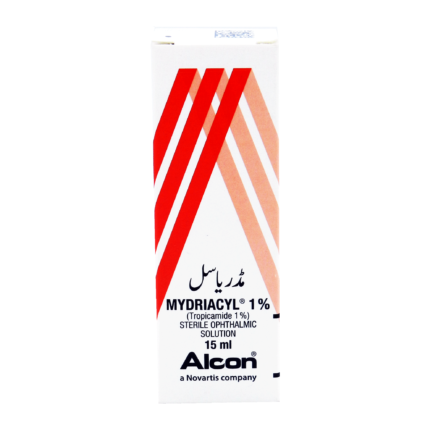 مڈریاسل
MYDRIACYL® 1%
(Tropicamide 1%)
STERILE OPHTHALMIC
SOLUTION
15 ml
Alcon®
a Novartis company